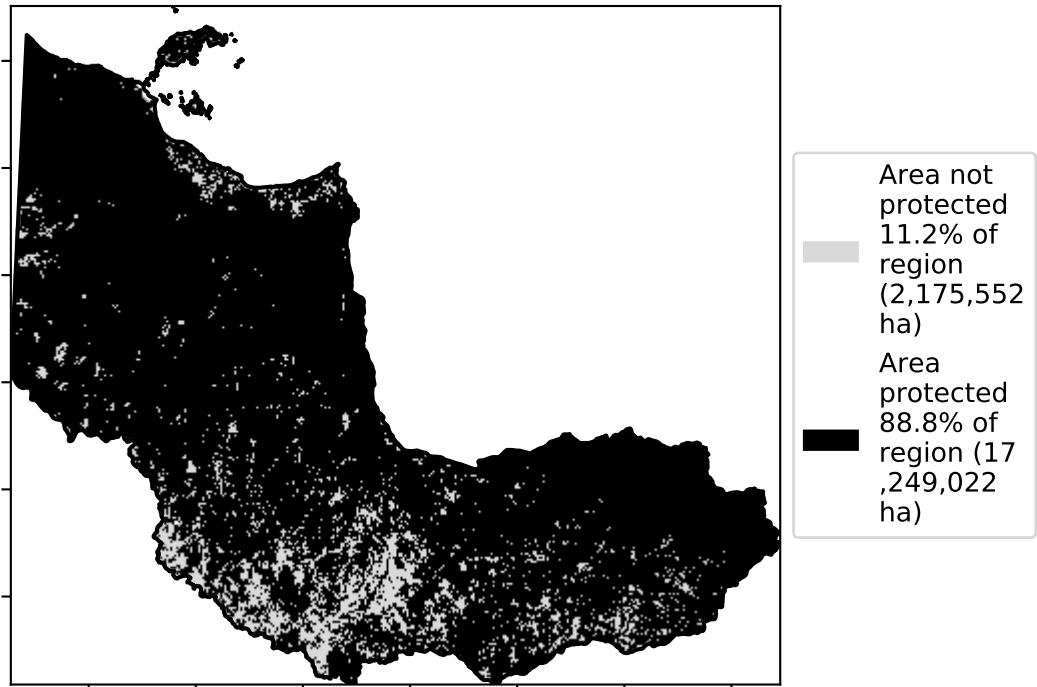 Area not
protected
11.2% of
region
(2,175,552
ha)
Area
protected
88.8% of
region (17
,249,022
ha)